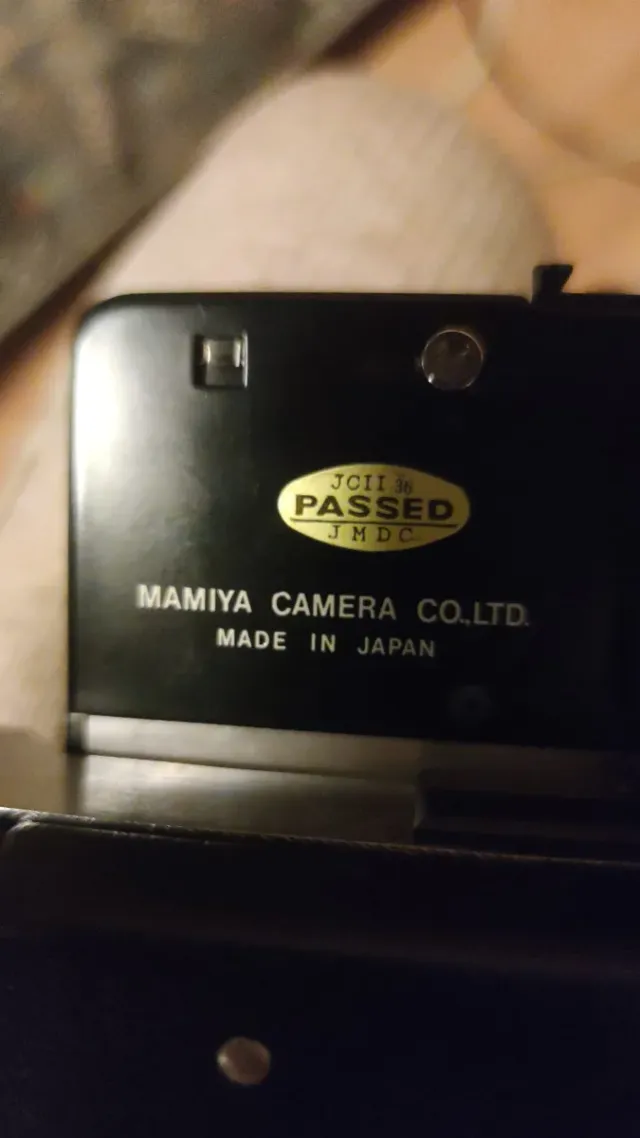 JCII 36
PASSED
JMDC
MAMIYA CAMERA CO.,LTD.
MADE IN JAPAN